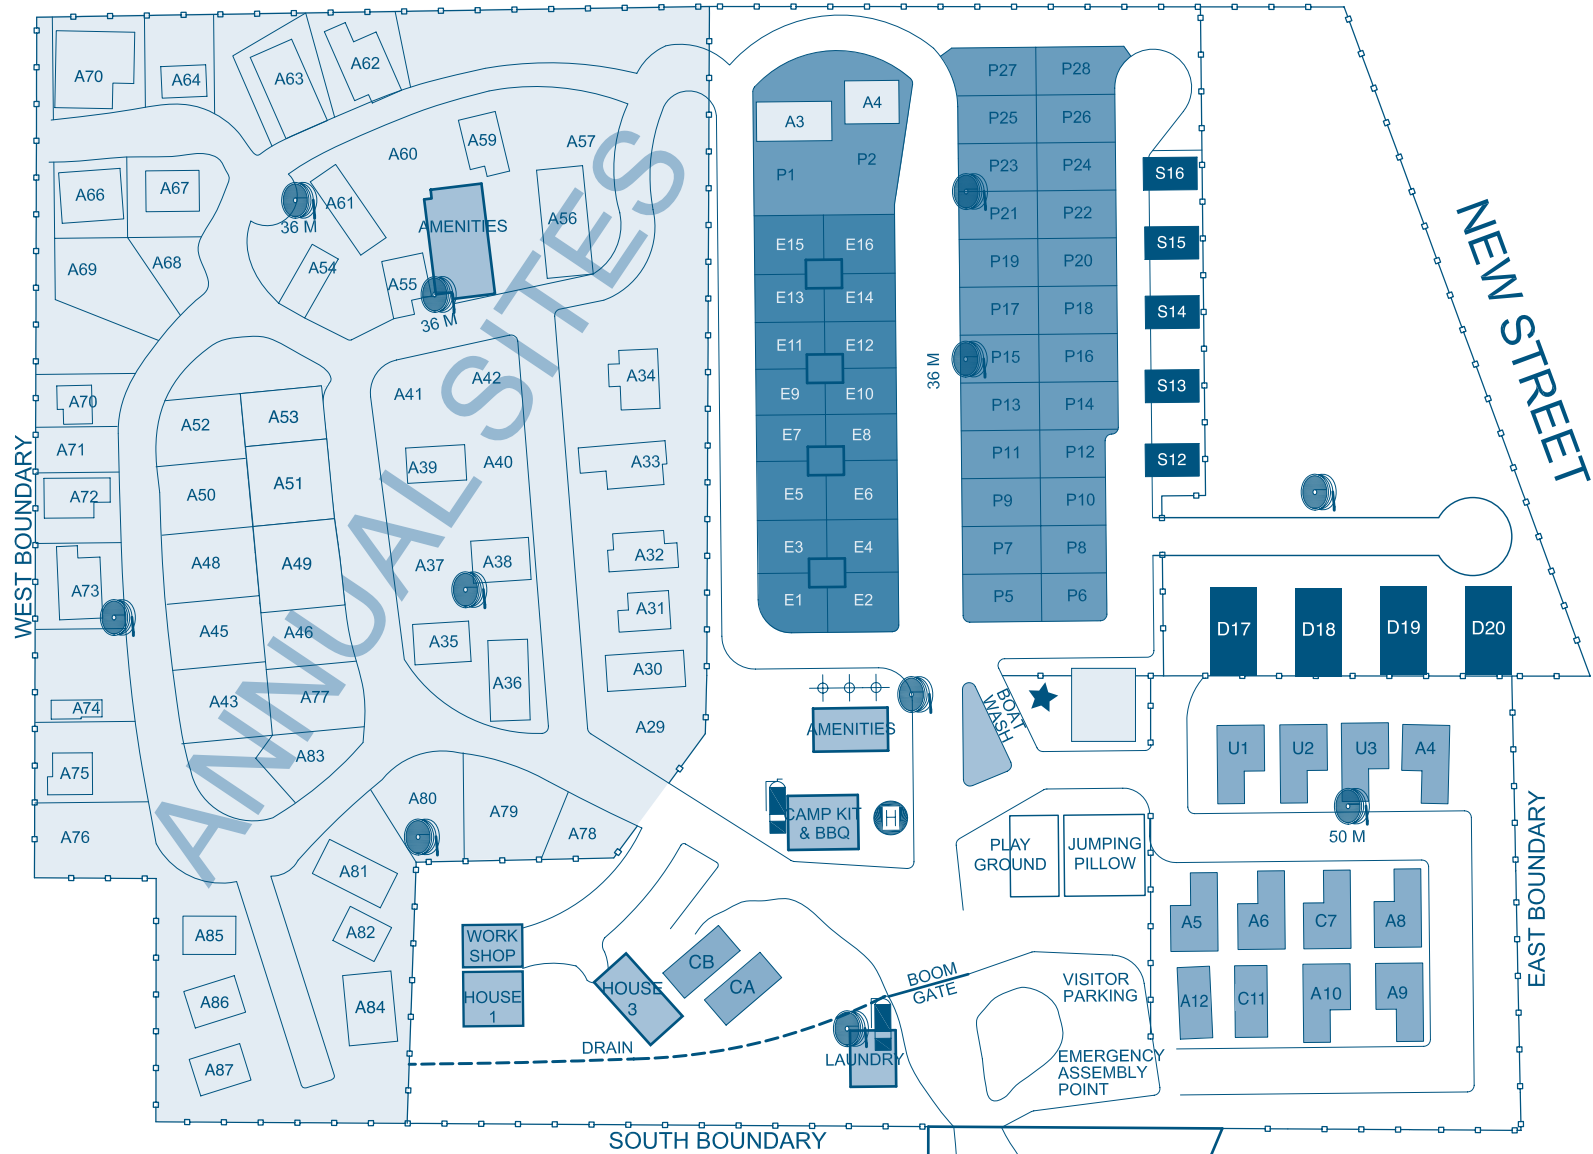 A70
A64
A63
A62
A66
A67
A69
A68
36 M
A61
A60
A59
A57
AMENITIES
A56
A54
A55
36 M
ANNUAL SITES
A52
A53
A50
A51
A48
A49
A45
A46
A43
A77
A83
A41
A42
A39
A40
A37
A38
A35
A36
A34
A33
A32
A31
A30
A29
WEST BOUNDARY
A70
A71
A72
A73
A74
A75
A76
A80
A79
A78
A81
A82
A84
A85
A86
A87
A3
A4
P1
P2
E15
E16
E13
E14
E11
E12
E9
E10
E7
E8
E5
E6
E3
E4
E1
E2
36 M
P27
P28
P25
P26
P23
P24
P21
P22
P19
P20
P17
P18
P15
P16
P13
P14
P11
P12
P9
P10
P7
P8
P5
P6
S16
S15
S14
S13
S12
NEW STREET
D17
D18
D19
D20
AMENITIES
BOAT
WASH
CAMP KIT
& BBQ
H
PLAY
GROUND
JUMPING
PILLOW
U1
U2
U3
A4
50 M
A5
A6
C7
A8
A12
C11
A10
A9
EAST BOUNDARY
WORK
SHOP
HOUSE
1
HOUSE
3
CB
CA
BOOM
GATE
VISITOR
PARKING
DRAIN
LAUNDRY
EMERGENCY
ASSEMBLY
POINT
SOUTH BOUNDARY